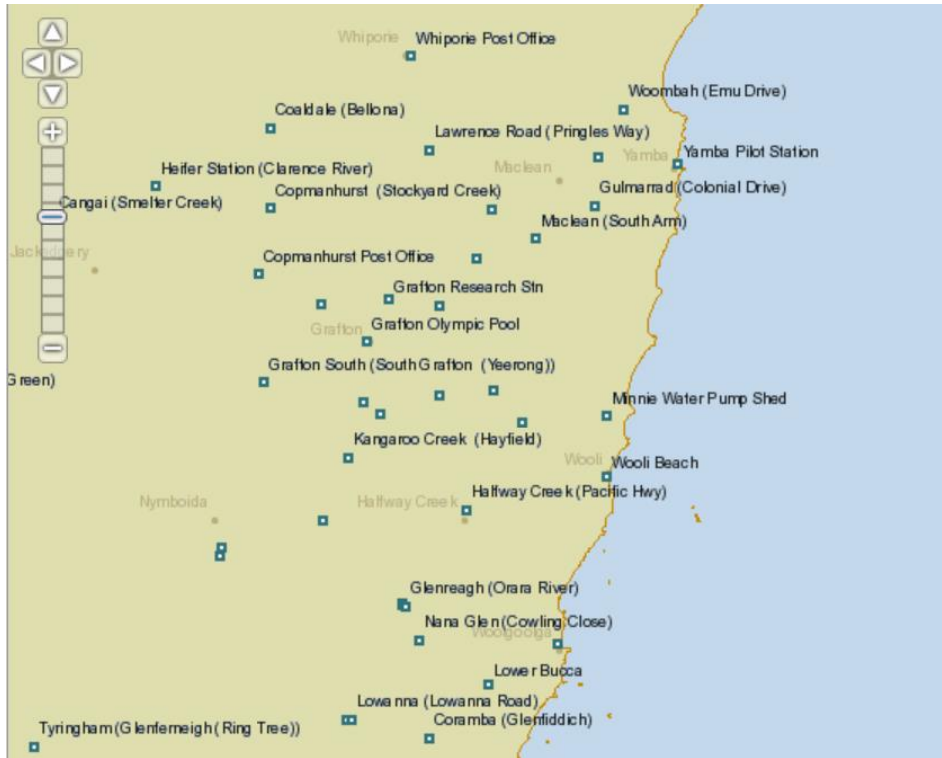 Whiporie
Whiporie Post Office
Woombah (Emu Drive)
Coaldale (Bellona)
Lawrence Road (Pringles Way)
Yamba
Yamba Pilot Station
Maclean
Heifer Station (Clarence River)
Copmanhurst (Stockyard Creek)
Gulmarrad (Colonial Drive)
Cangai (Smelter Creek)
Maclean (South Arm)
Jackadgery
Copmanhurst Post Office
Grafton Research Stn
Grafton
Grafton Olympic Pool
Grafton South (South Grafton (Yeerong))
Green)
Minnie Water Pump Shed
Kangaroo Creek (Hayfield)
Wooli
Wooli Beach
Halfway Creek (Pacific Hwy)
Nymboida
Halfway Creek
Glenreagh (Orara River)
Nana Glen (Cowling Close)
Woolgoolga
Lower Bucca
Lowanna (Lowanna Road)
Coramba (Glenfiddich)
Tyringham (Glenferneigh (Ring Tree))